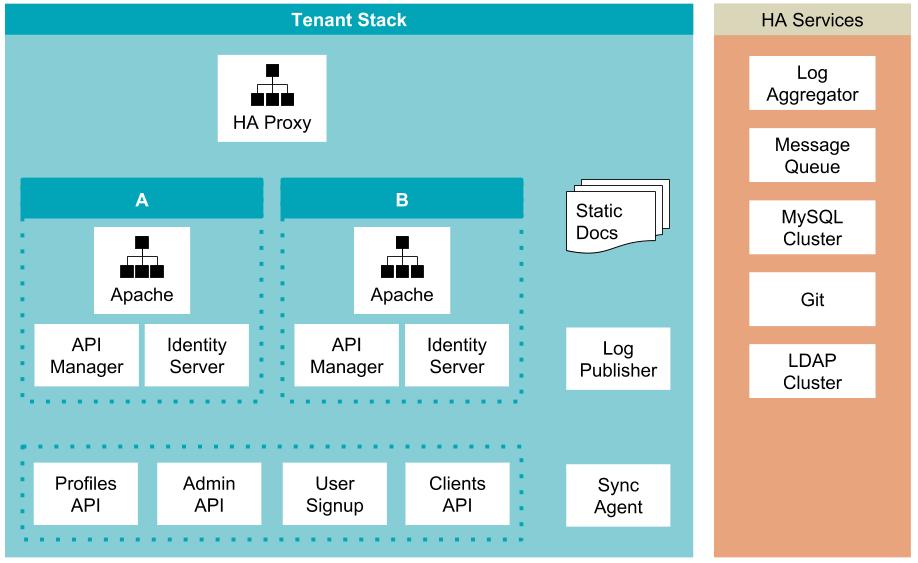 Tenant Stack
HA Proxy
A
Apache
API
Manager
Identity
Server
B
Apache
API
Manager
Identity
Server
Static
Docs
Log
Publisher
Profiles
API
Admin
API
User
Signup
Clients
API
Sync
Agent
HA Services
Log
Aggregator
Message
Queue
MySQL
Cluster
Git
LDAP
Cluster